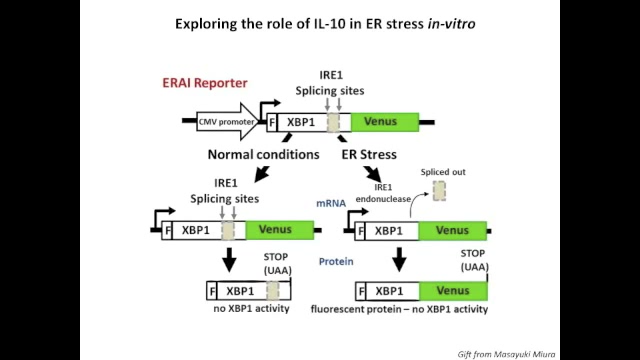 Exploring the role of IL-10 in ER stress in-vitro
ERAI Reporter
IRE1
Splicing sites
CMV promoter
F
XBP1
Venus
Normal conditions
ER Stress
IRE1
Splicing sites
mRNA
IRE1
endonuclease
Spliced out
F
XBP1
Venus
F
XBP1
Venus
STOP
(UAA)
Protein
STOP
(UAA)
F
XBP1
F
XBP1
Venus
no XBP1 activity
fluorescent protein – no XBP1 activity
Gift from Masayuki Miura